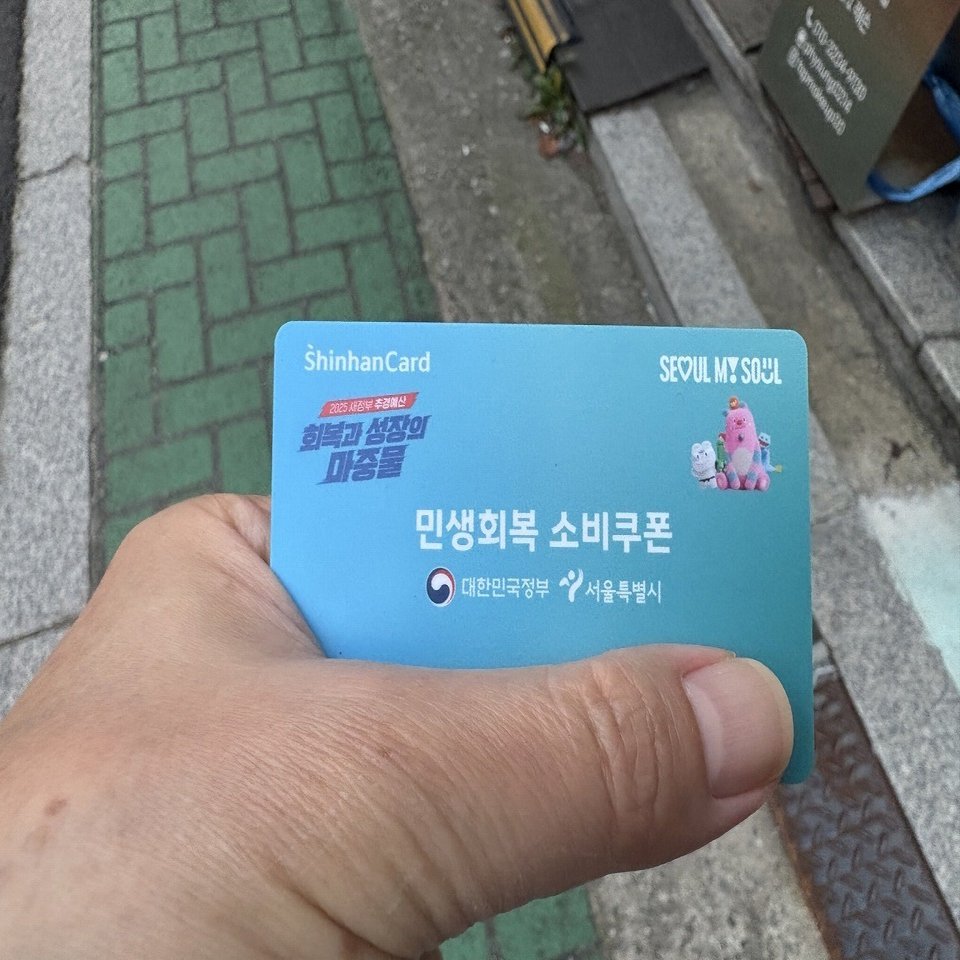 ShinhanCard
SEOUL MY SOUL
2025 새정부 추경예산
회복과 성장의
마중물
민생회복 소비쿠폰
대한민국정부 서울특별시